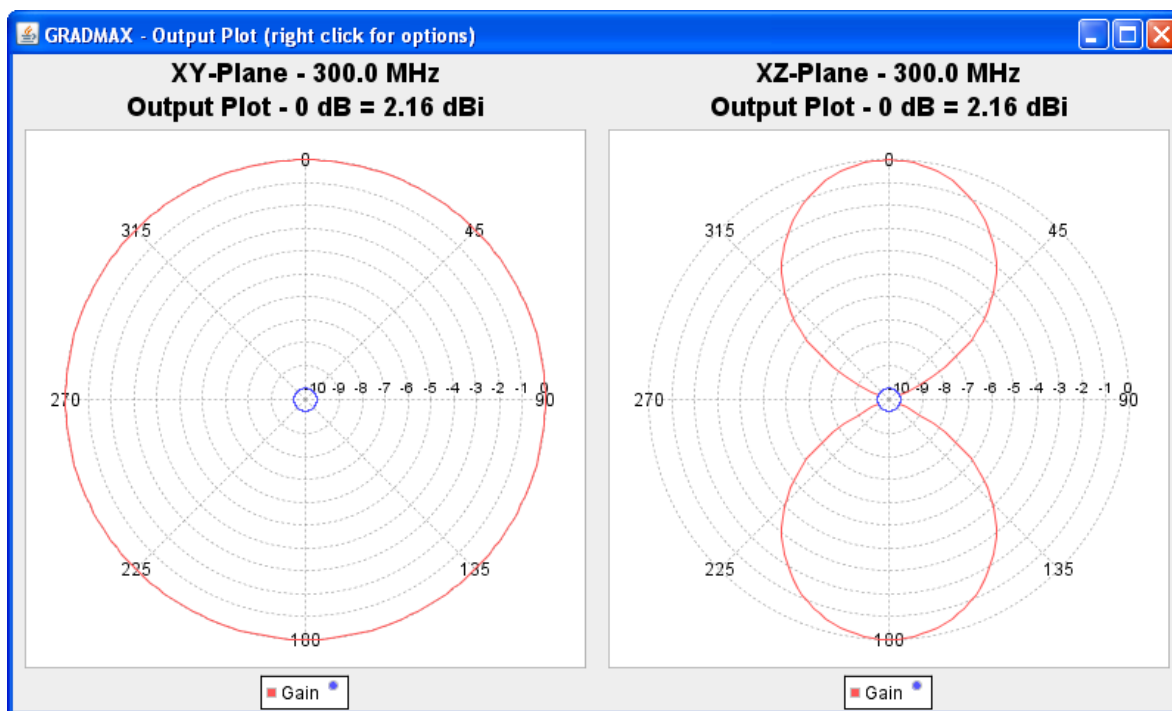 GRADMAX - Output Plot (right click for options)
XY-Plane - 300.0 MHz
Output Plot - 0 dB = 2.16 dBi
0
315
45
-10 -9 -8 -7 -6 -5 -4 -3 -2 -1 0
270
90
225
135
180
Gain
XZ-Plane - 300.0 MHz
Output Plot - 0 dB = 2.16 dBi
0
315
45
-10 -9 -8 -7 -6 -5 -4 -3 -2 -1 0
270
90
225
135
180
Gain